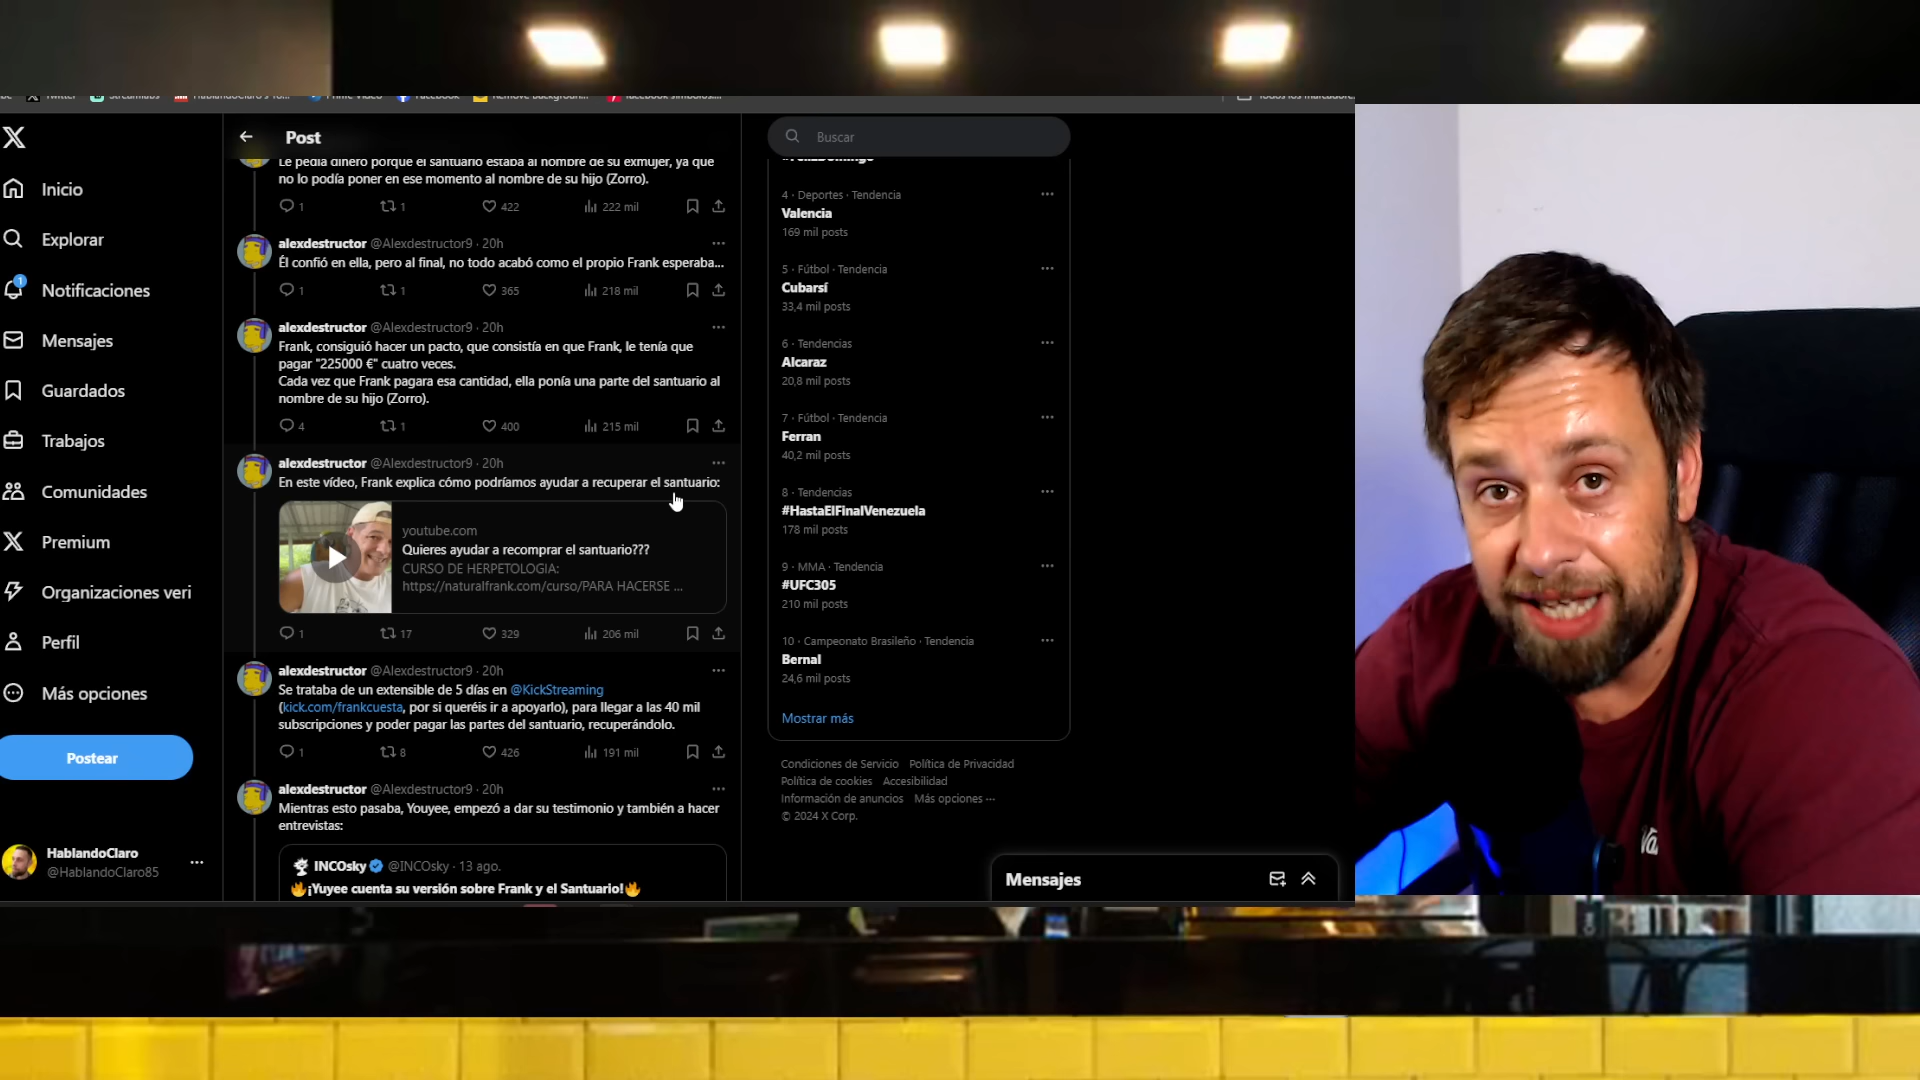 Post
Buscar
Inicio
Explorar
1
Notificaciones
Mensajes
Guardados
Trabajos
Comunidades
Premium
Organizaciones veri
Perfil
Más opciones
Postear
HablandoClaro
@HablandoClaro85
Le pedía dinero porque el santuario estaba al nombre de su exmujer, ya que
no lo podía poner en ese momento al nombre de su hijo (Zorro).
1 1 422 222 mil
alexdestructor @Alexdestructor9 · 20h
Él confió en ella, pero al final, no todo acabó como el propio Frank esperaba...
1 1 365 218 mil
alexdestructor @Alexdestructor9 · 20h
Frank, consiguió hacer un pacto, que consistía en que Frank, le tenía que
pagar "225000 €" cuatro veces.
Cada vez que Frank pagara esa cantidad, ella ponía una parte del santuario al
nombre de su hijo (Zorro).
4 1 400 215 mil
alexdestructor @Alexdestructor9 · 20h
En este vídeo, Frank explica cómo podríamos ayudar a recuperar el santuario:
youtube.com
Quieres ayudar a recomprar el santuario???
CURSO DE HERPETOLOGIA:
https://naturalfrank.com/curso/PARA HACERSE ...
1 17 329 206 mil
alexdestructor @Alexdestructor9 · 20h
Se trataba de un extensible de 5 días en @KickStreaming
(kick.com/frankcuesta, por si queréis ir a apoyarlo), para llegar a las 40 mil
subscripciones y poder pagar las partes del santuario, recuperándolo.
1 8 426 191 mil
alexdestructor @Alexdestructor9 · 20h
Mientras esto pasaba, Youyee, empezó a dar su testimonio y también a hacer
entrevistas:
INCOsky @INCOsky · 13 ago.
🔥¡Yuyee cuenta su versión sobre Frank y el Santuario!🔥
4 · Deportes · Tendencia
Valencia
169 mil posts
5 · Fútbol · Tendencia
Cubarsí
33,4 mil posts
6 · Tendencias
Alcaraz
20,8 mil posts
7 · Fútbol · Tendencia
Ferran
40,2 mil posts
8 · Tendencias
#HastaElFinalVenezuela
178 mil posts
9 · MMA · Tendencia
#UFC305
210 mil posts
10 · Campeonato Brasileño · Tendencia
Bernal
24,6 mil posts
Mostrar más
Condiciones de Servicio Política de Privacidad
Política de cookies Accesibilidad
Información de anuncios Más opciones ···
© 2024 X Corp.
Mensajes